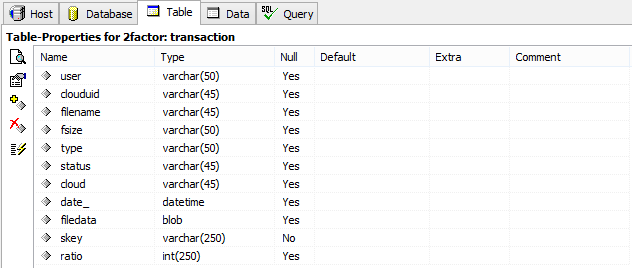 Host Database Table Data SQL Query
Table-Properties for 2factor: transaction
Name Type Null Default Extra Comment
user varchar(50) Yes
clouduid varchar(45) Yes
filename varchar(45) Yes
fsize varchar(50) Yes
type varchar(50) Yes
status varchar(45) Yes
cloud varchar(45) Yes
date_ datetime Yes
filedata blob Yes
skey varchar(250) No
ratio int(250) Yes